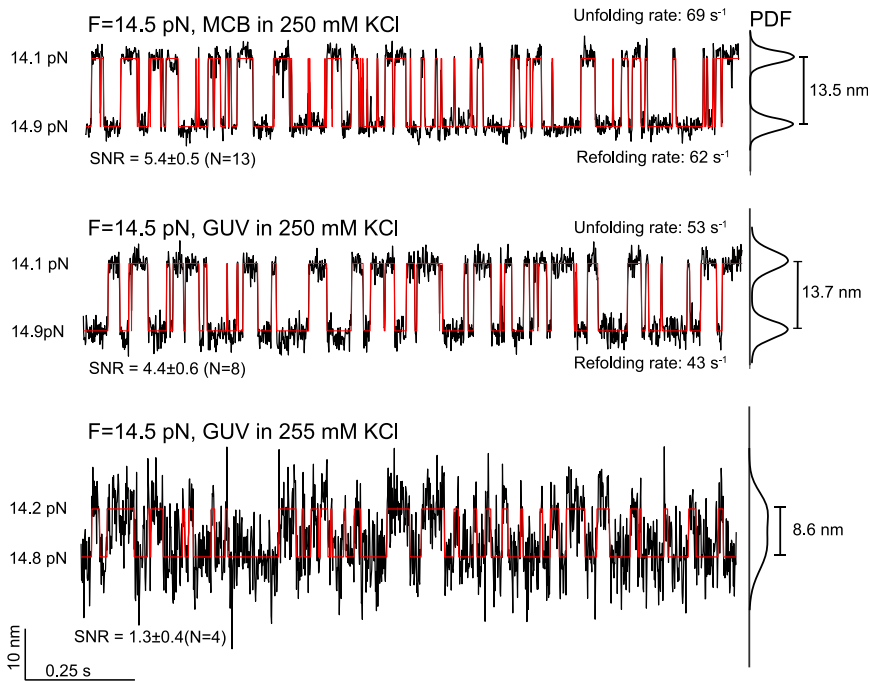 F=14.5 pN, MCB in 250 mM KCl
Unfolding rate: 69 s⁻¹
PDF
14.1 pN
13.5 nm
14.9 pN
SNR = 5.4±0.5 (N=13)
Refolding rate: 62 s⁻¹
F=14.5 pN, GUV in 250 mM KCl
Unfolding rate: 53 s⁻¹
14.1 pN
13.7 nm
14.9pN
SNR = 4.4±0.6 (N=8)
Refolding rate: 43 s⁻¹
F=14.5 pN, GUV in 255 mM KCl
14.2 pN
8.6 nm
14.8 pN
SNR = 1.3±0.4(N=4)
10 nm
0.25 s